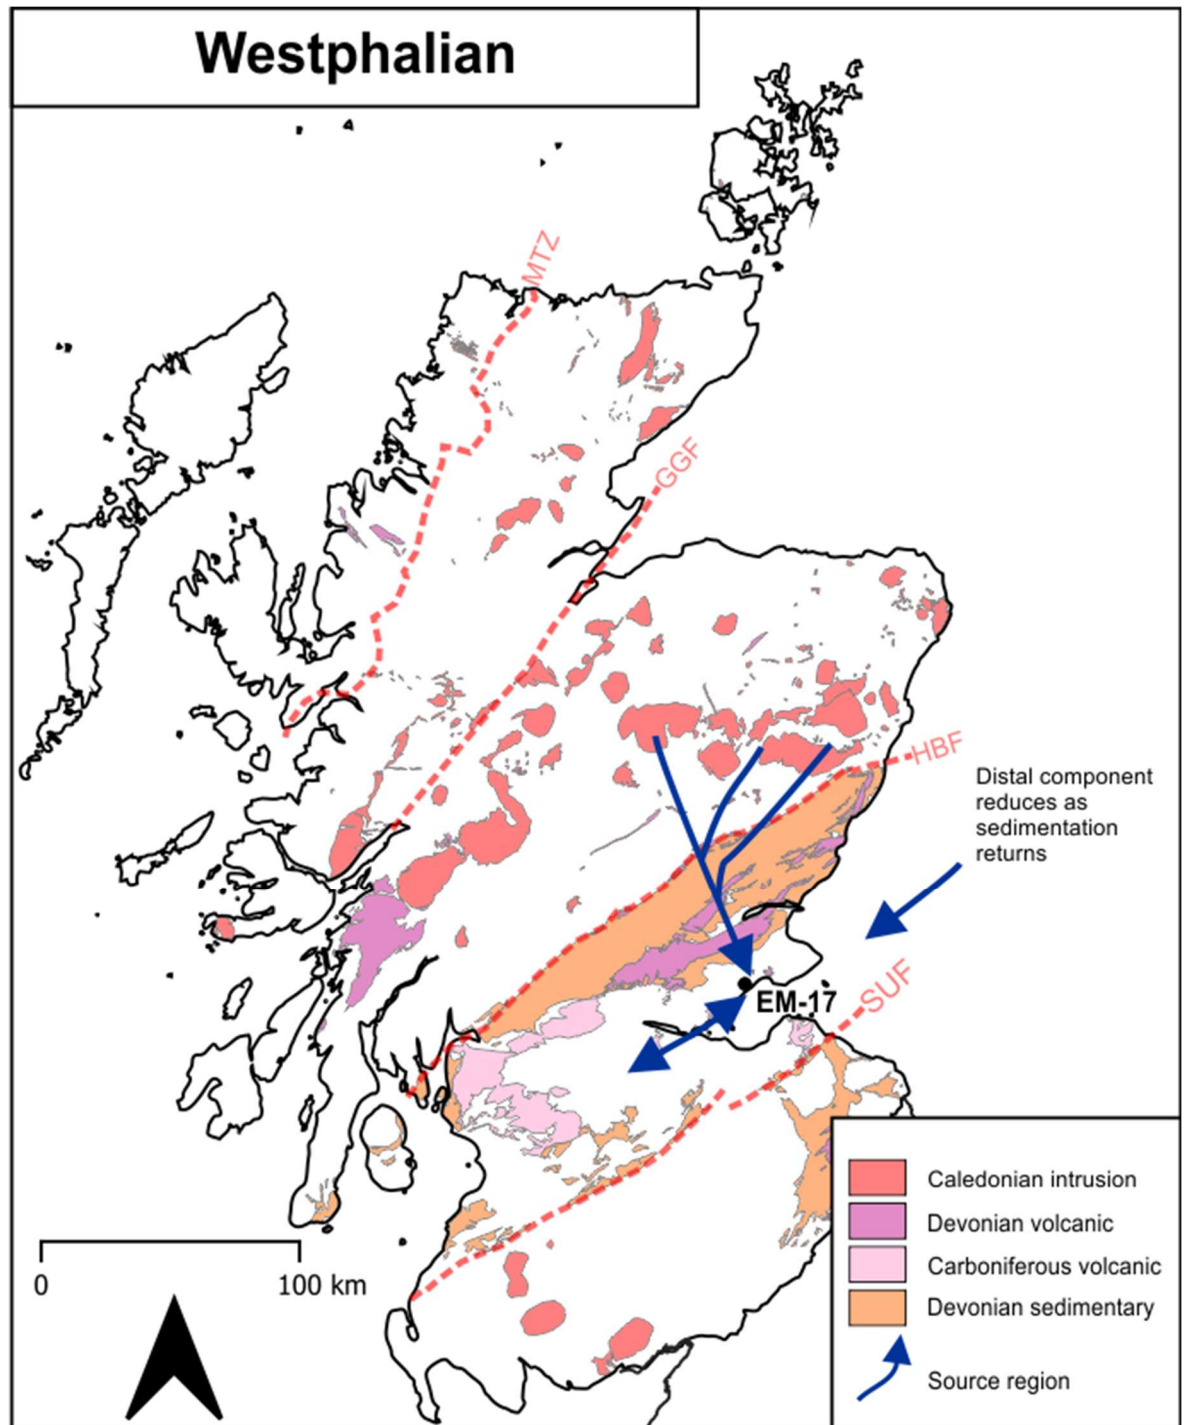 Westphalian
MTZ
GGF
HBF
Distal component
reduces as
sedimentation
returns
SUF
EM-17
Caledonian intrusion
Devonian volcanic
Carboniferous volcanic
Devonian sedimentary
Source region
0
100 km